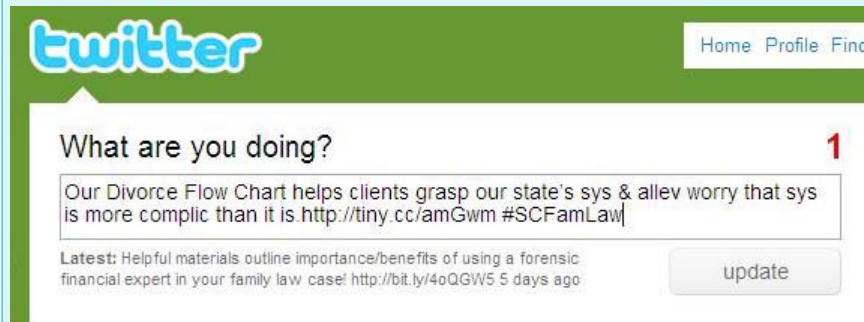 twitter
Home Profile Find
What are you doing?
1
Our Divorce Flow Chart helps clients grasp our state's sys & allev worry that sys
is more complic than it is.http://tiny.cc/amGwm #SCFamLaw
Latest: Helpful materials outline importance/benefits of using a forensic
financial expert in your family law case! http://bit.ly/4oQGW5 5 days ago
update